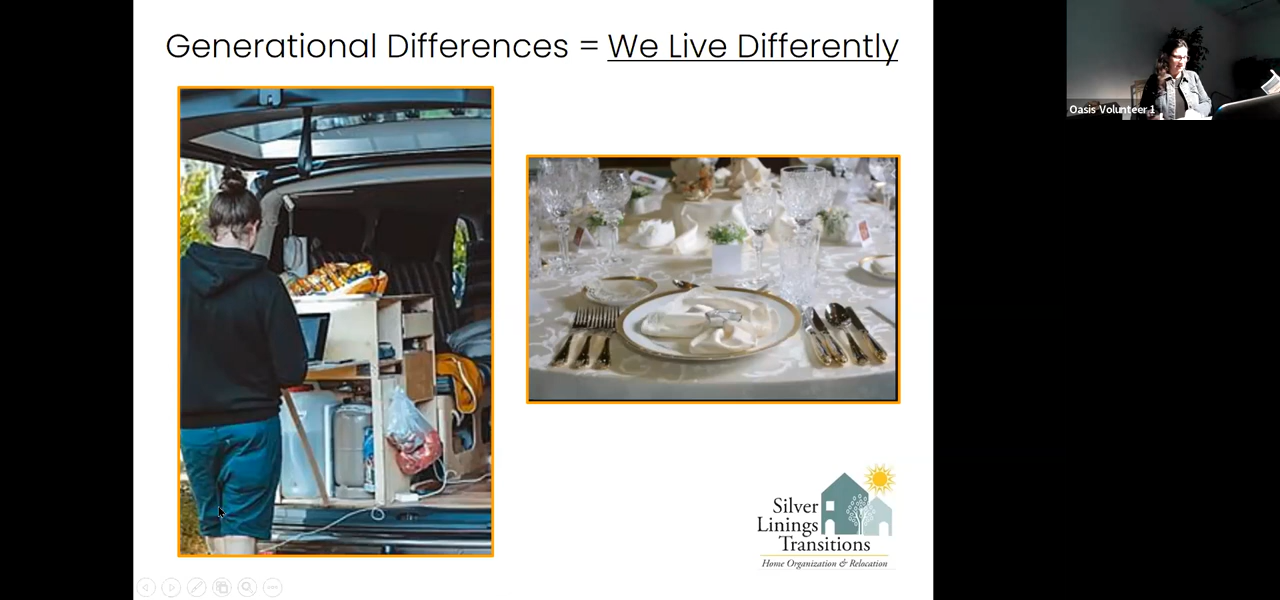 Generational Differences = We Live Differently
Oasis Volunteer 1
Silver
Linings
Transitions
Home Organization & Relocation